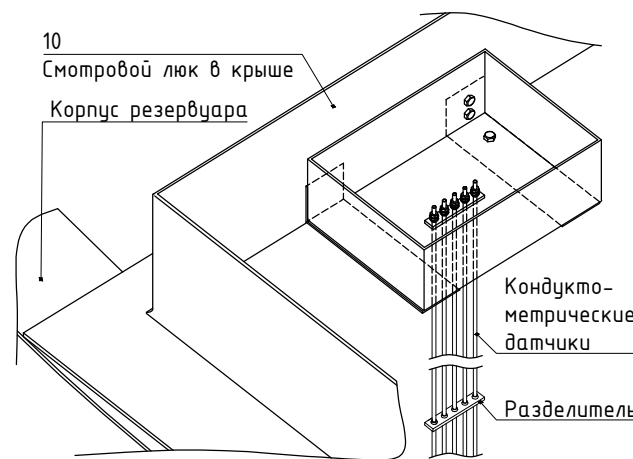 10
Смотровой люк в крыше
Корпус резервуара
Кондукто-
метрические
датчики
Разделитель